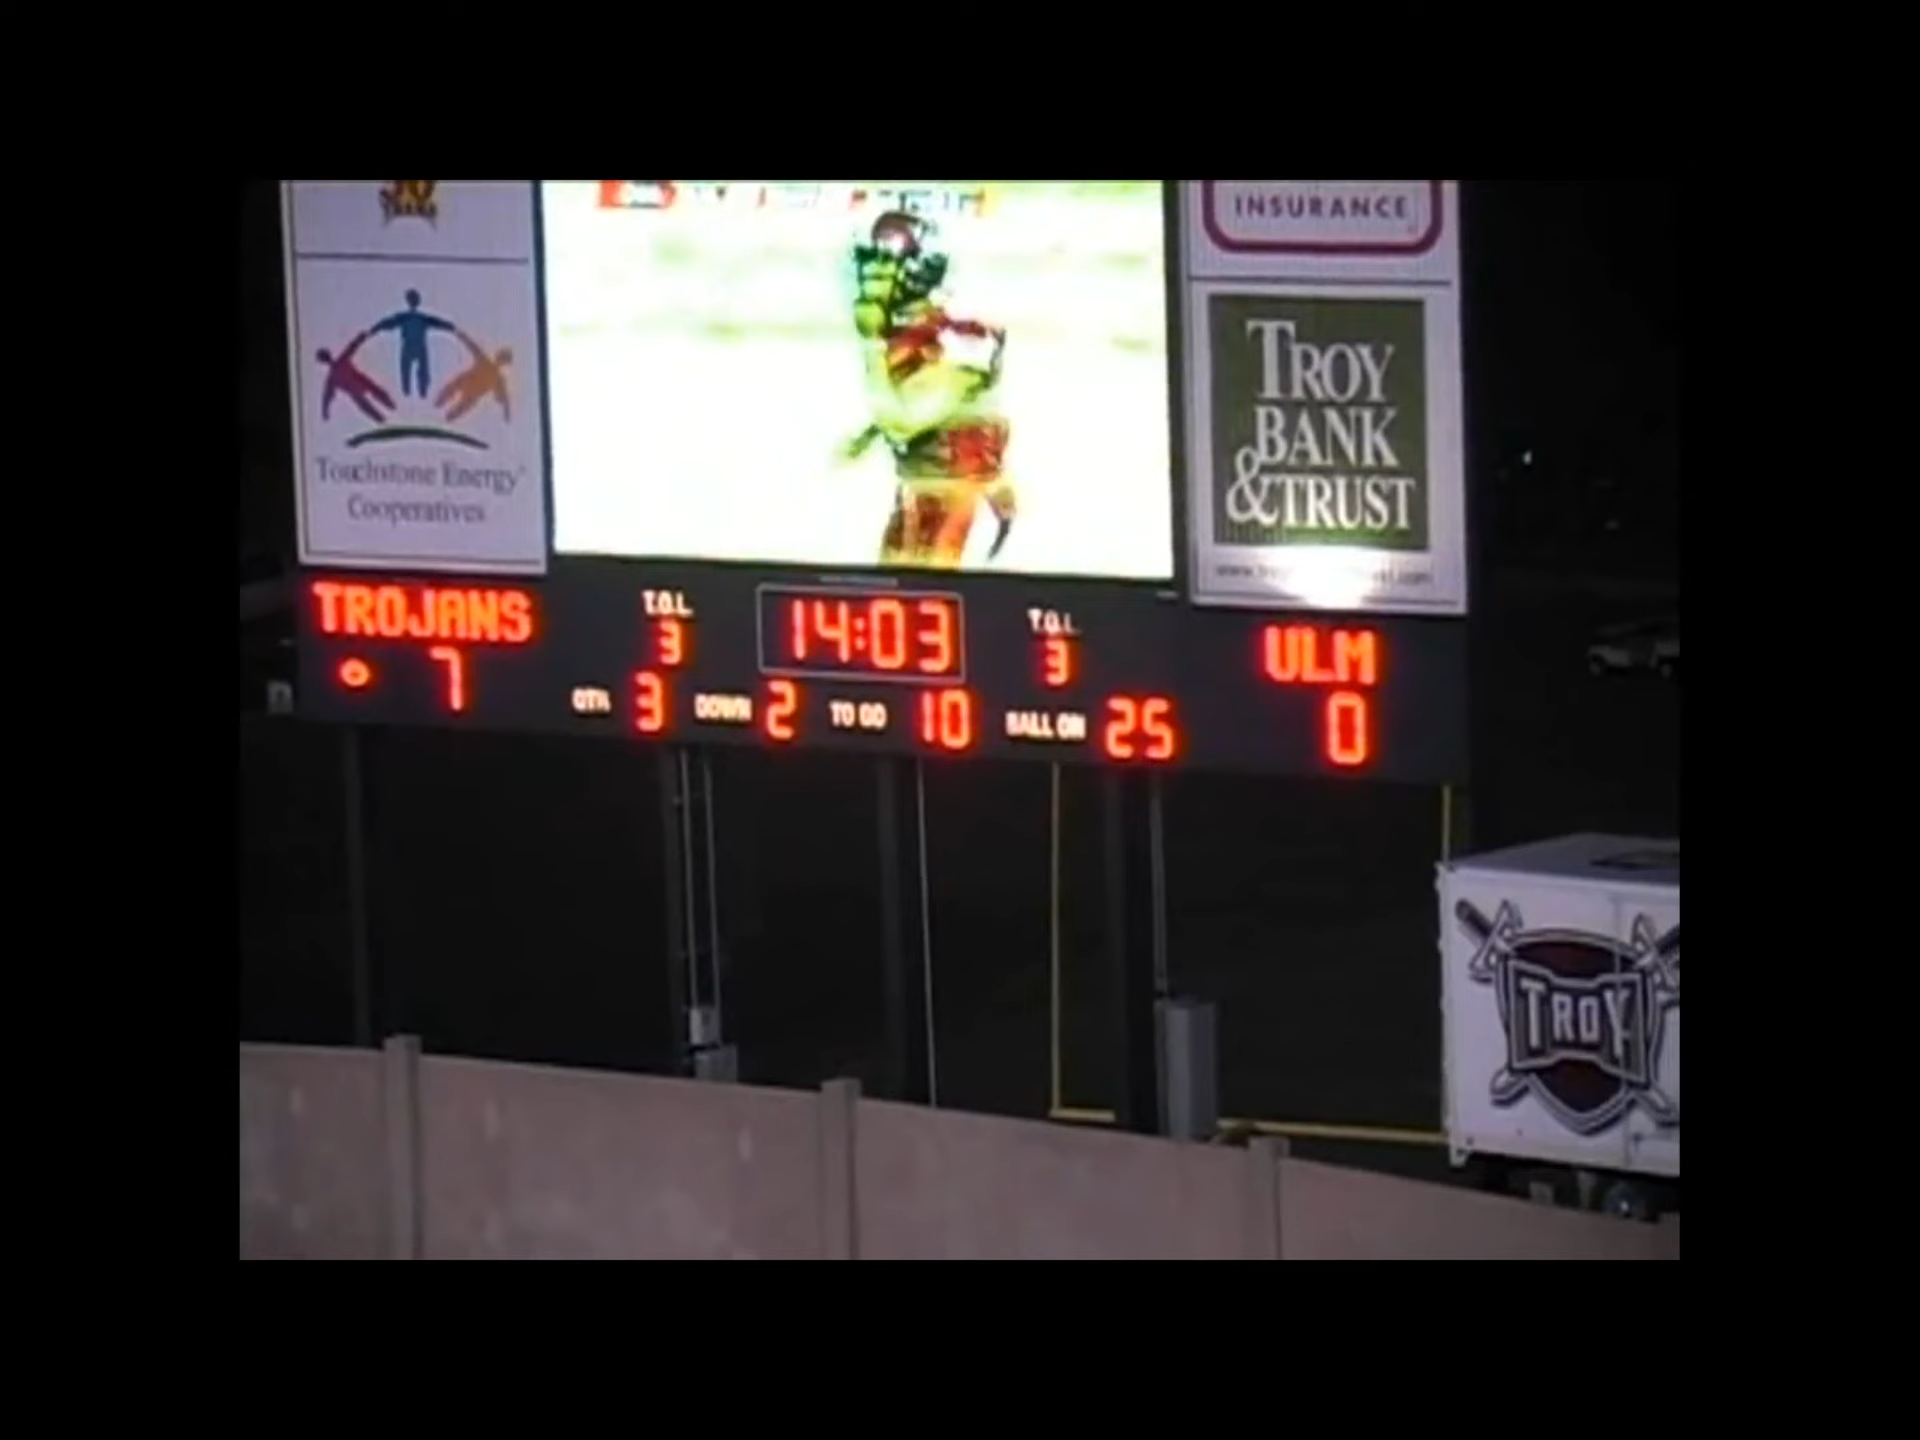 INSURANCE
Touchstone Energy®
Cooperatives
TROY
BANK
&TRUST
TROJANS
T.O.L.
14:03
T.O.L.
ULM
7
3
3
0
QTR 3 DOWN 2 TO GO 10 BALL ON 25
TROY